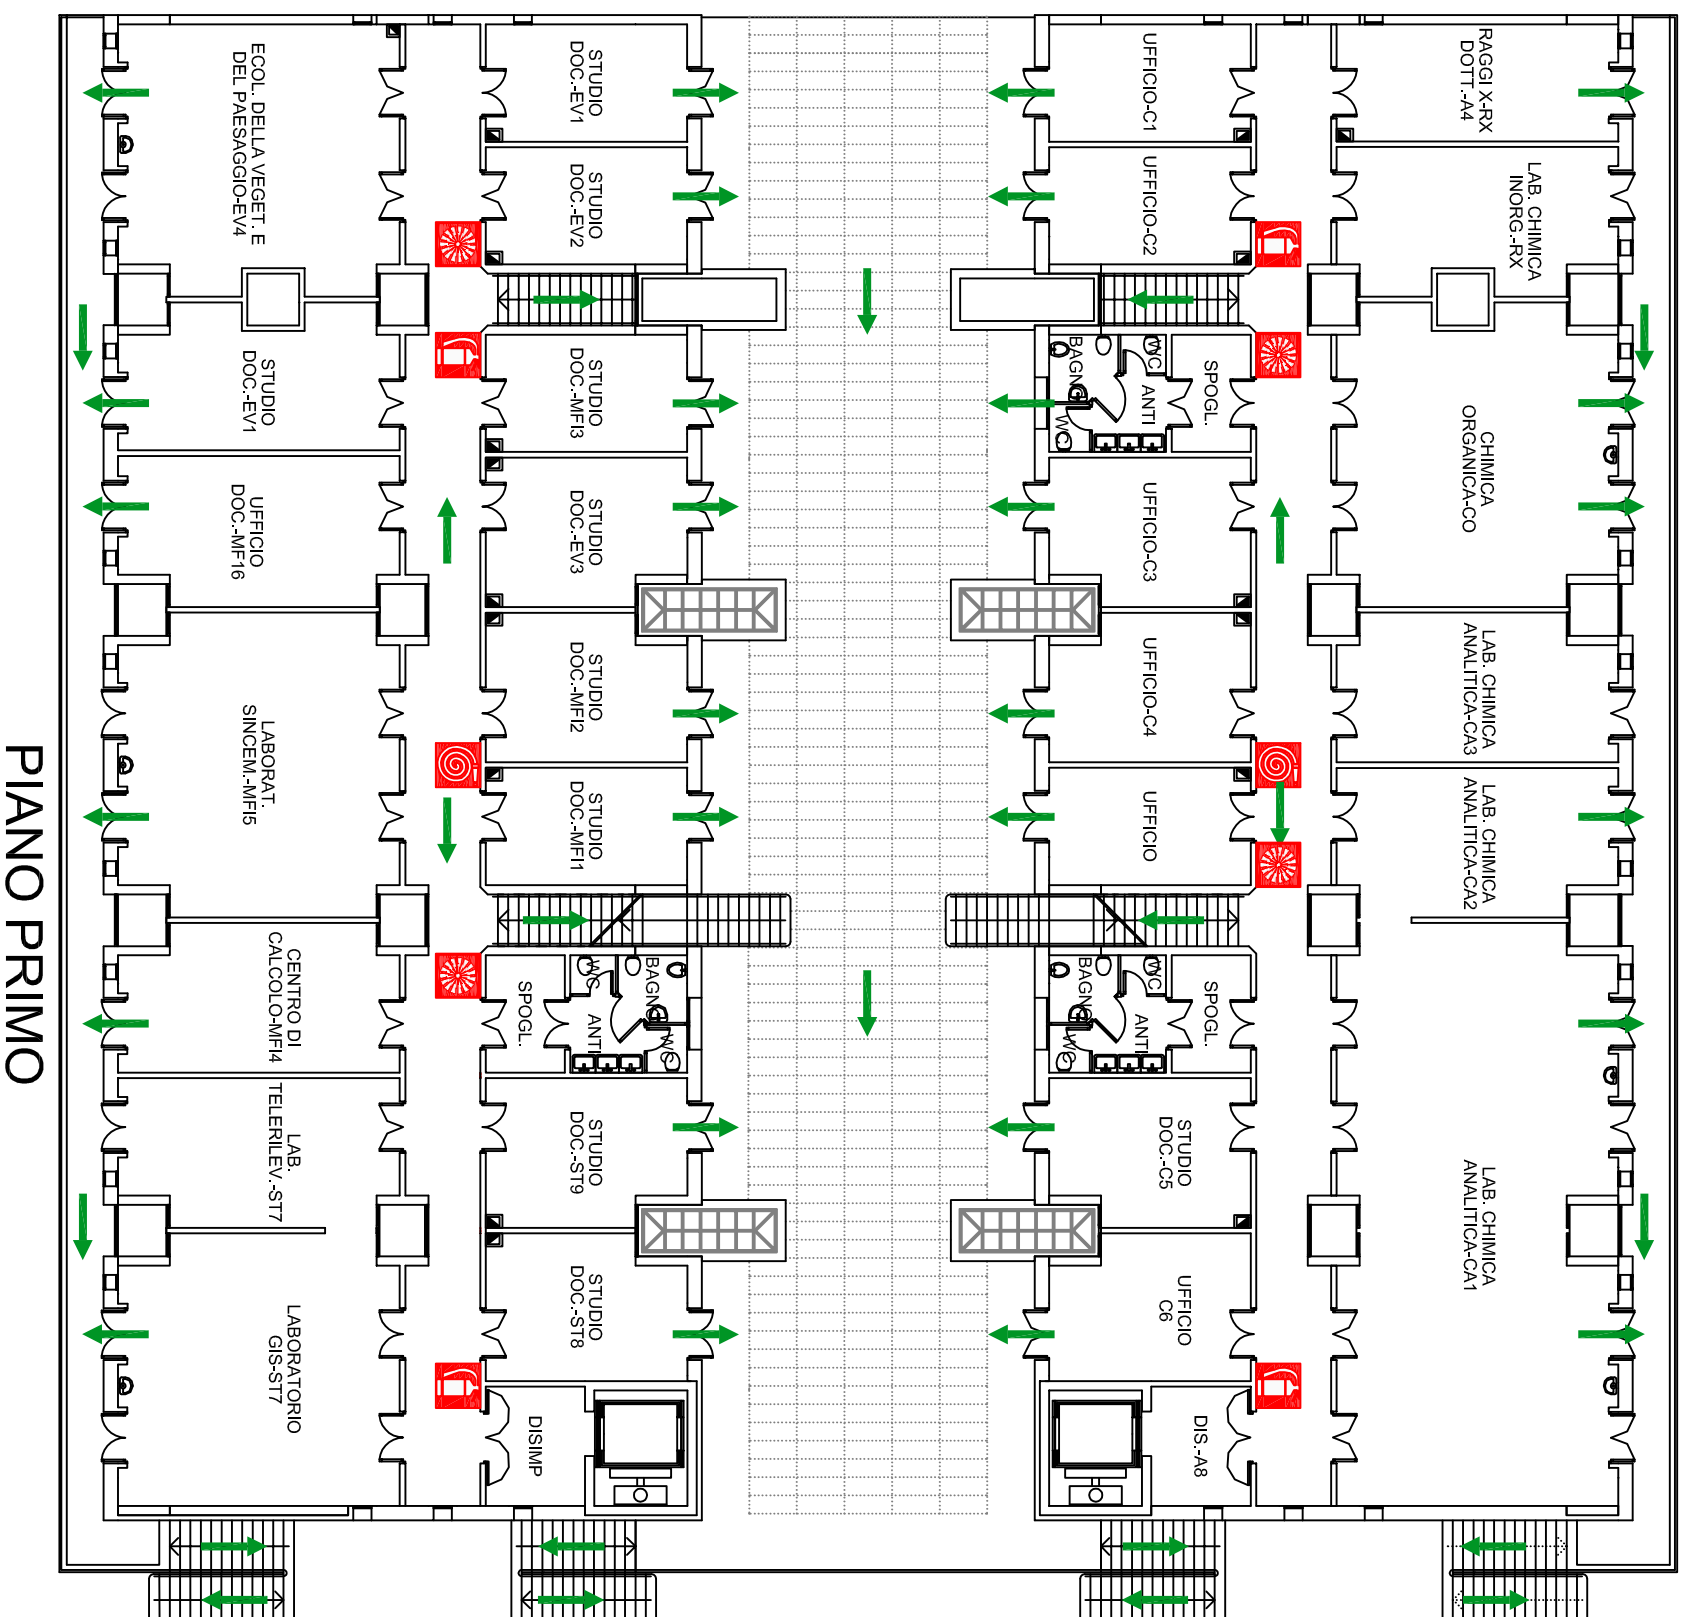 PIANO PRIMO
ECOL. DELLA VEGET. E
DEL PAESAGGIO-EV4
STUDIO
DOC.-EV1
UFFICIO
DOC.-MF16
LABORAT.
SINCEM.-MFI5
CENTRO DI
CALCOLO-MFI4
LAB.
TELERILEV.-ST7
LABORATORIO
GIS-ST7
STUDIO
DOC.-EV1
STUDIO
DOC.-EV2
STUDIO
DOC.-MFI3
STUDIO
DOC.-EV3
STUDIO
DOC.-MFI2
STUDIO
DOC.-MFI1
SPOGL.
WC
ANTI
BAGNO
WC
STUDIO
DOC.-ST9
STUDIO
DOC.-ST8
DISIMP
UFFICIO-C1
UFFICIO-C2
BAGNO
WC
ANTI
WC
SPOGL.
UFFICIO-C3
UFFICIO-C4
UFFICIO
BAGNO
WC
ANTI
WC
SPOGL.
STUDIO
DOC.-C5
UFFICIO
C6
DIS.-A8
RAGGI X-RX
DOTT.-A4
LAB. CHIMICA
INORG.-RX
CHIMICA
ORGANICA-CO
LAB. CHIMICA
ANALITICA-CA3
LAB. CHIMICA
ANALITICA-CA2
LAB. CHIMICA
ANALITICA-CA1